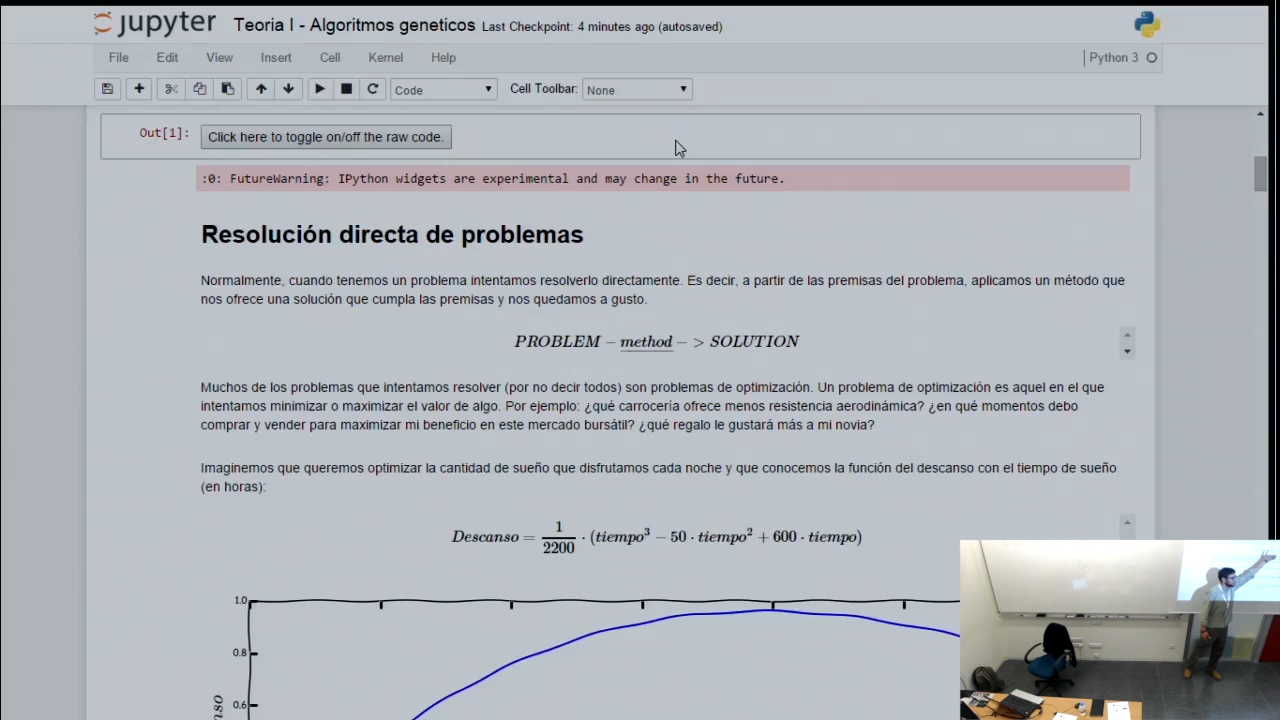 jupyter Teoria I - Algoritmos geneticos Last Checkpoint: 4 minutes ago (autosaved)
File Edit View Insert Cell Kernel Help Python 3
Code Cell Toolbar: None
Out[1]: Click here to toggle on/off the raw code.
:0: FutureWarning: IPython widgets are experimental and may change in the future.
Resolución directa de problemas
Normalmente, cuando tenemos un problema intentamos resolverlo directamente. Es decir, a partir de las premisas del problema, aplicamos un método que
nos ofrece una solución que cumpla las premisas y nos quedamos a gusto.
PROBLEM − method − > SOLUTION
Muchos de los problemas que intentamos resolver (por no decir todos) son problemas de optimización. Un problema de optimización es aquel en el que
intentamos minimizar o maximizar el valor de algo. Por ejemplo: ¿qué carrocería ofrece menos resistencia aerodinámica? ¿en qué momentos debo
comprar y vender para maximizar mi beneficio en este mercado bursátil? ¿qué regalo le gustará más a mi novia?
Imaginemos que queremos optimizar la cantidad de sueño que disfrutamos cada noche y que conocemos la función del descanso con el tiempo de sueño
(en horas):
Descanso = 1/2200 · (tiempo³ − 50 · tiempo² + 600 · tiempo)
1.0
0.8
0.6